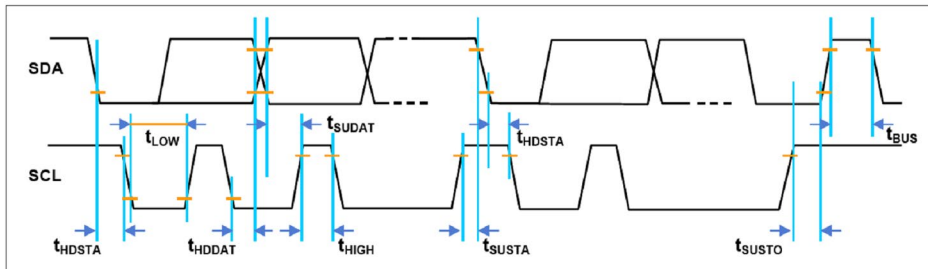 SDA
tLOW
tSUDAT
tHDSTA
tBUS
SCL
tHDSTA
tHDDAT
tHIGH
tSUSTA
tSUSTO